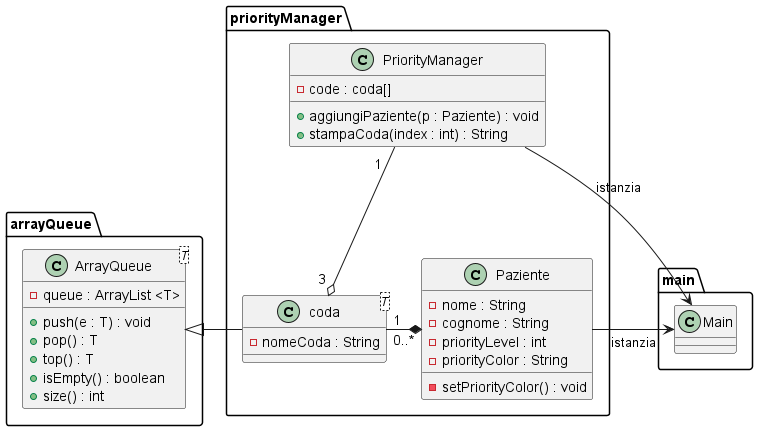 priorityManager
C PriorityManager
code : coda[]
aggiungiPaziente(p : Paziente) : void
stampaCoda(index : int) : String
1
istanzia
arrayQueue
C ArrayQueue T
queue : ArrayList <T>
push(e : T) : void
pop() : T
top() : T
isEmpty() : boolean
size() : int
3
C coda T
nomeCoda : String
1
0..*
C Paziente
nome : String
cognome : String
priorityLevel : int
priorityColor : String
setPriorityColor() : void
istanzia
main
C Main